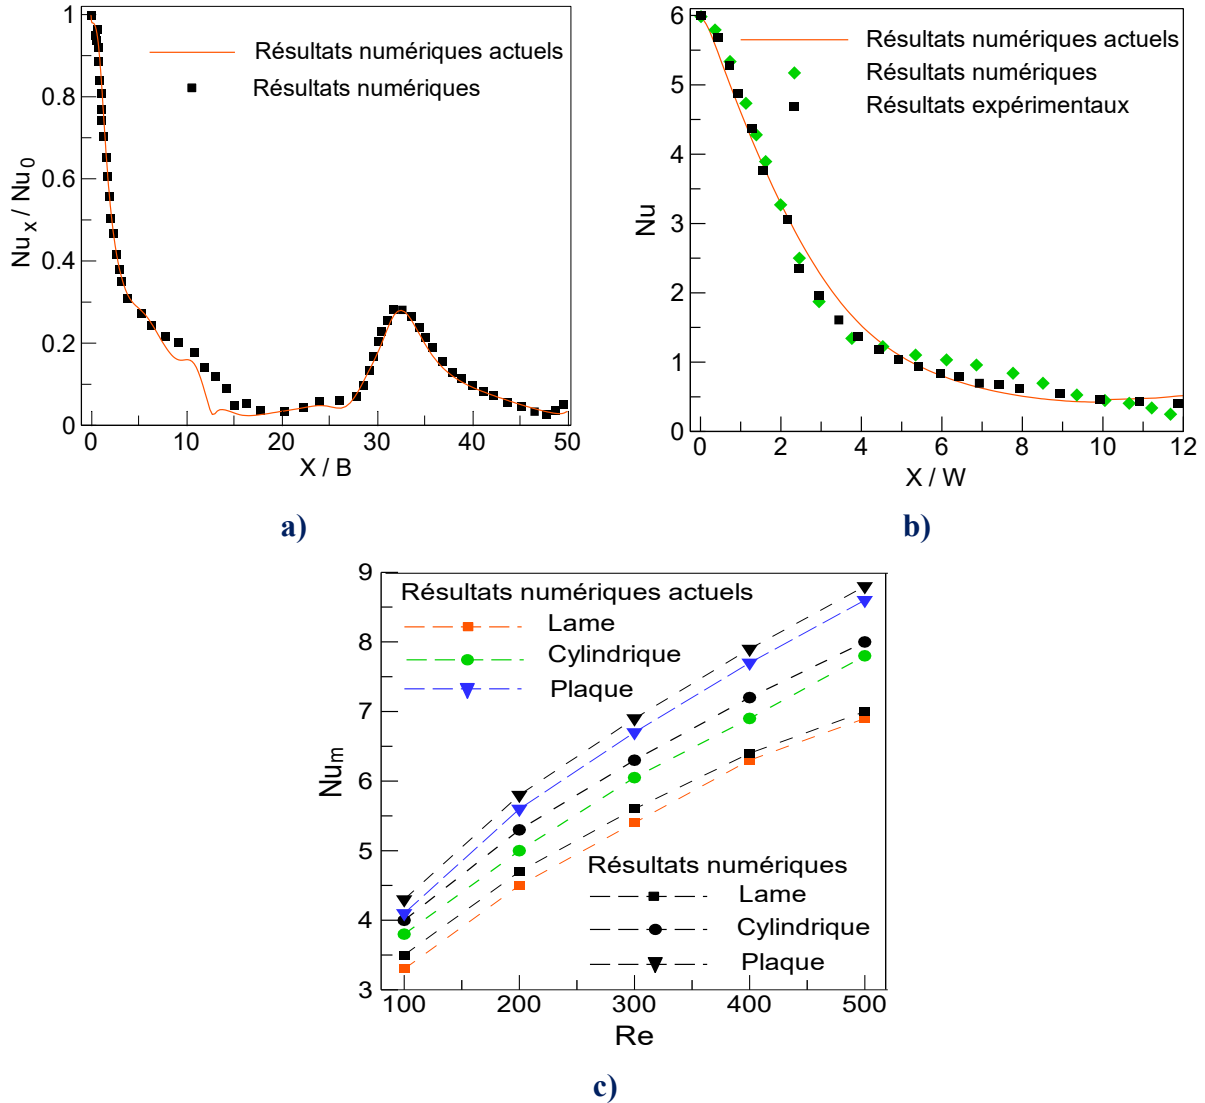 1
0.8
0.6
0.4
0.2
0
Nu x / Nu 0
Résultats numériques actuels
Résultats numériques
0 10 20 30 40 50
X / B
a)
6
5
4
3
2
1
0
Nu
Résultats numériques actuels
Résultats numériques
Résultats expérimentaux
0 2 4 6 8 10 12
X / W
b)
9
8
7
6
5
4
3
Num
Résultats numériques actuels
Lame
Cylindrique
Plaque
Résultats numériques
Lame
Cylindrique
Plaque
100 200 300 400 500
Re
c)